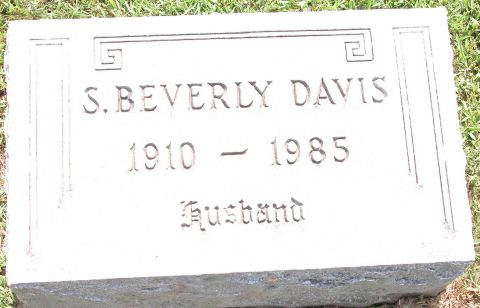 S. BEVERLY DAVIS
1910 – 1985
Husband